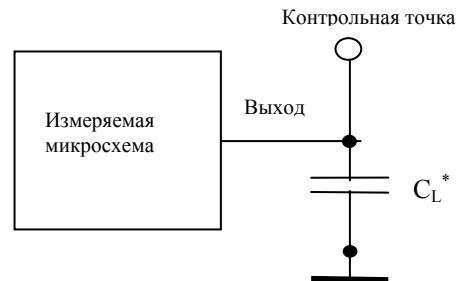 Контрольная точка
Выход
Измеряемая
микросхема
C_L*